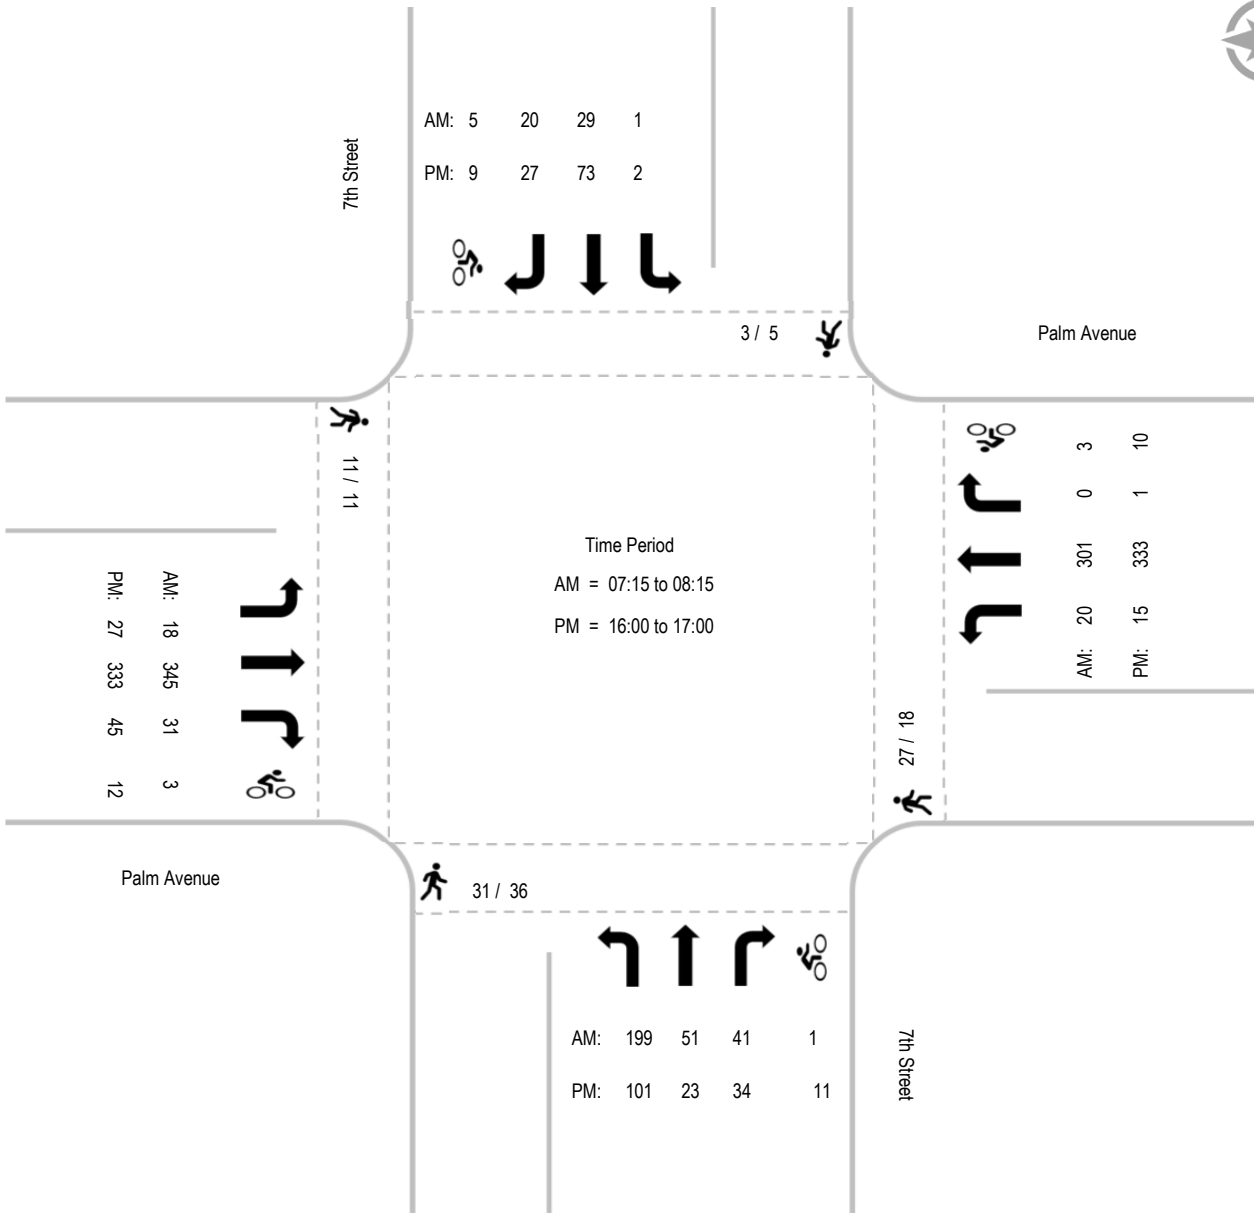 7th Street
AM: 5 20 29 1
PM: 9 27 73 2
3 / 5
Palm Avenue
11 / 11
AM: 20 301 0 3
PM: 15 333 1 10
Time Period
AM = 07:15 to 08:15
PM = 16:00 to 17:00
AM: 18 345 31 3
PM: 27 333 45 12
27 / 18
Palm Avenue
31 / 36
AM: 199 51 41 1
PM: 101 23 34 11
7th Street